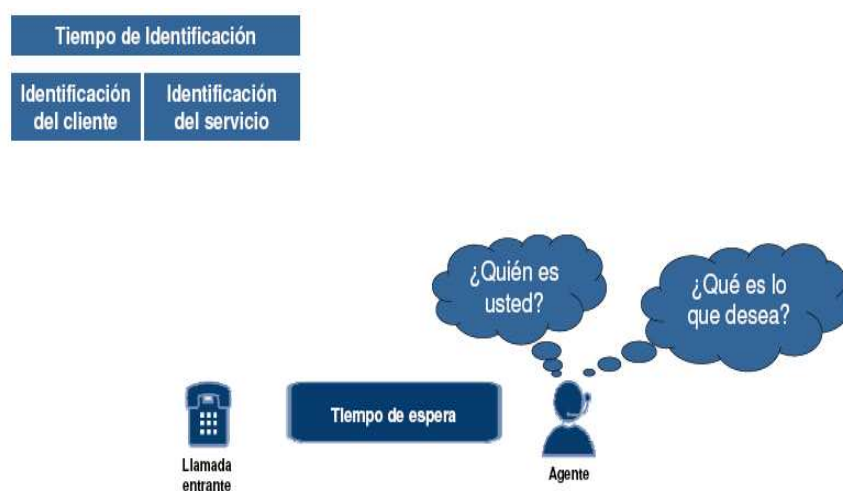 Tiempo de Identificación
Identificación
del cliente
Identificación
del servicio
¿Quién es
usted?
¿Qué es lo
que desea?
Tiempo de espera
Llamada
entrante
Agente